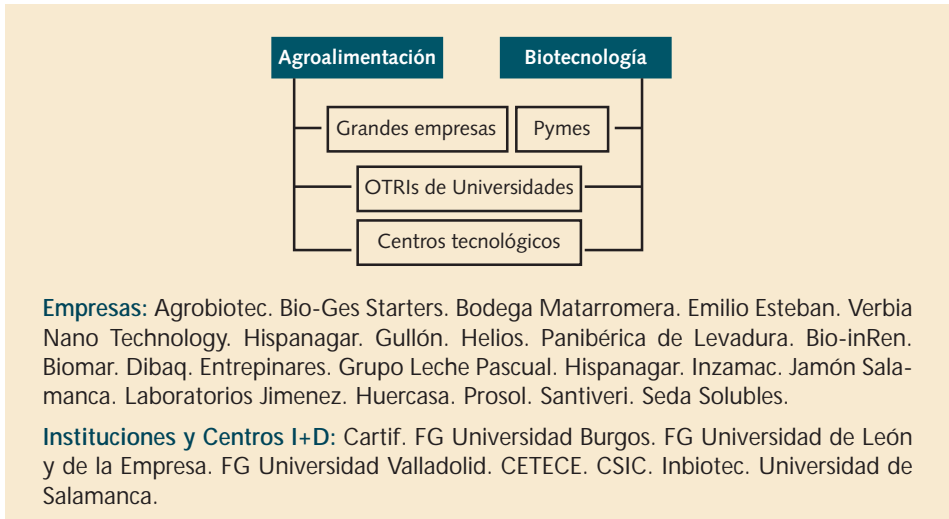 Agroalimentación
Biotecnología
Grandes empresas
Pymes
OTRIs de Universidades
Centros tecnológicos
Empresas: Agrobiotec. Bio-Ges Starters. Bodega Matarromera. Emilio Esteban. Verbia
Nano Technology. Hispanagar. Gullón. Helios. Panibérica de Levadura. Bio-inRen.
Biomar. Dibaq. Entrepinares. Grupo Leche Pascual. Hispanagar. Inzamac. Jamón Sala-
manca. Laboratorios Jimenez. Huercasa. Prosol. Santiveri. Seda Solubles.
Instituciones y Centros I+D: Cartif. FG Universidad Burgos. FG Universidad de León
y de la Empresa. FG Universidad Valladolid. CETECE. CSIC. Inbiotec. Universidad de
Salamanca.